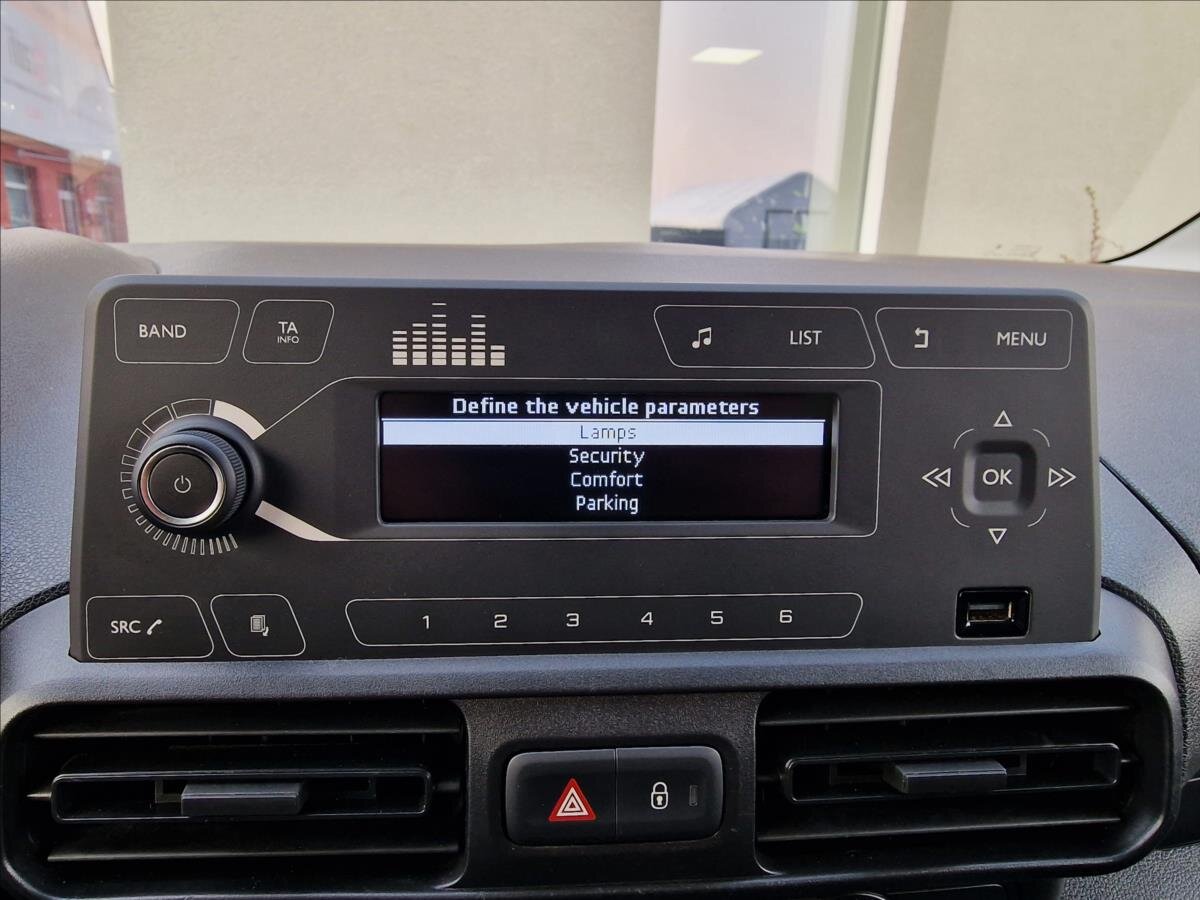 BAND
TA
INFO
LIST
MENU
Define the vehicle parameters
Lamps
Security
Comfort
Parking
OK
SRC
1 2 3 4 5 6